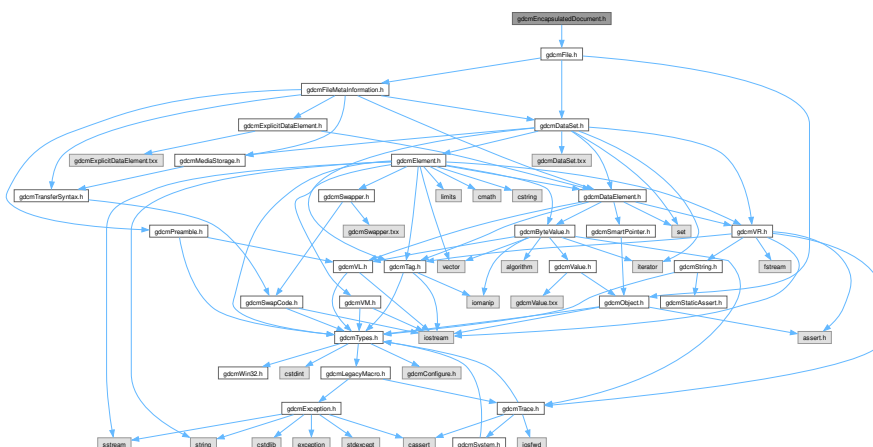 gdcmEncapsulatedDocument.h
gdcmFile.h
gdcmFileMetaInformation.h
gdcmExplicitDataElement.h
gdcmDataSet.h
gdcmExplicitDataElement.txx
gdcmMediaStorage.h
gdcmElement.h
gdcmDataSet.txx
gdcmTransferSyntax.h
gdcmSwapper.h
limits
cmath
cstring
gdcmDataElement.h
gdcmPreamble.h
gdcmSwapper.txx
gdcmByteValue.h
gdcmSmartPointer.h
set
gdcmVR.h
gdcmVL.h
gdcmTag.h
vector
algorithm
gdcmValue.h
iterator
gdcmString.h
fstream
gdcmSwapCode.h
gdcmVM.h
iomanip
gdcmValue.txx
gdcmObject.h
gdcmStaticAssert.h
gdcmTypes.h
iostream
assert.h
gdcmWin32.h
cstdint
gdcmLegacyMacro.h
gdcmConfigure.h
gdcmException.h
gdcmTrace.h
sstream
string
cstdlib
exception
stdexcept
cassert
gdcmSystem.h
iosfwd